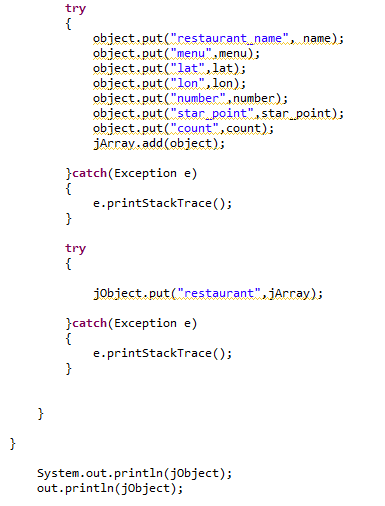 try
{
object.put("restaurant_name", name);
object.put("menu",menu);
object.put("lat",lat);
object.put("lon",lon);
object.put("number",number);
object.put("star_point",star_point);
object.put("count",count);
jArray.add(object);
}catch(Exception e)
{
e.printStackTrace();
}
try
{
jObject.put("restaurant",jArray);
}catch(Exception e)
{
e.printStackTrace();
}
}
}
System.out.println(jObject);
out.println(jObject);